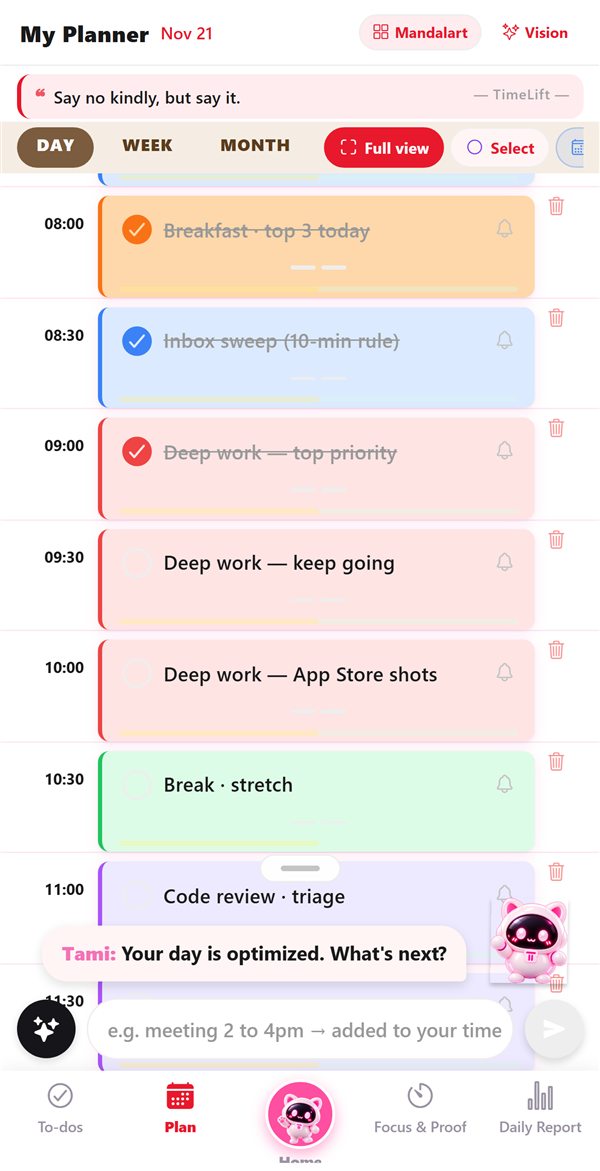 My Planner Nov 21 Mandalart Vision
❝ Say no kindly, but say it. — TimeLift —
DAY WEEK MONTH Full view Select
08:00 Breakfast · top 3 today
08:30 Inbox sweep (10-min rule)
09:00 Deep work — top priority
09:30 Deep work — keep going
10:00 Deep work — App Store shots
10:30 Break · stretch
11:00 Code review · triage
Tami: Your day is optimized. What's next?
11:30
e.g. meeting 2 to 4pm → added to your time
To-dos Plan Home Focus & Proof Daily Report